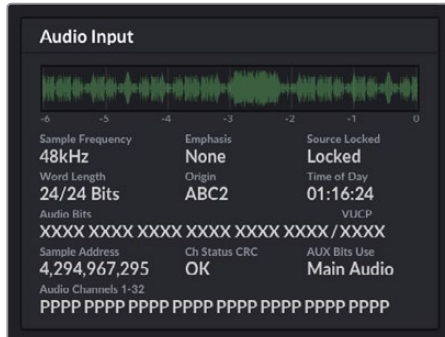 Audio Input
-6 -5 -4 -3 -2 -1 0
Sample Frequency Emphasis Source Locked
48kHz None Locked
Word Length Origin Time of Day
24/24 Bits ABC2 01:16:24
Audio Bits VUCP
XXXX XXXX XXXX XXXX XXXX XXXX/XXXX
Sample Address Ch Status CRC AUX Bits Use
4,294,967,295 OK Main Audio
Audio Channels 1-32
PPPP PPPP PPPP PPPP PPPP PPPP PPPP PPPP